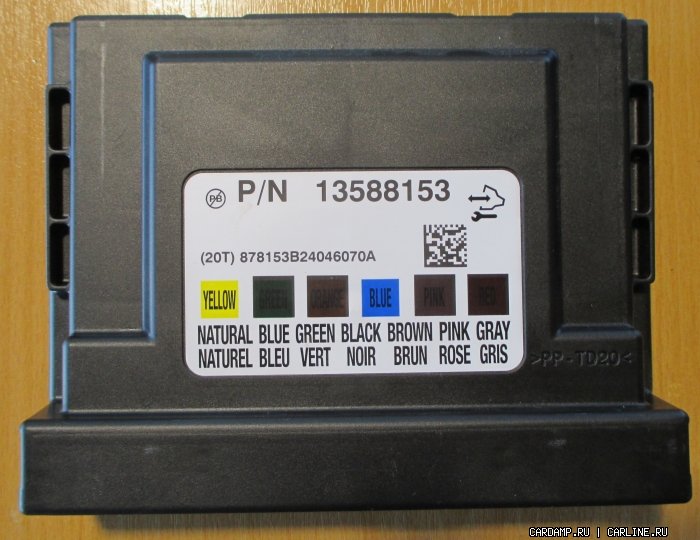 PB P/N 13588153
(20T) 878153B24046070A
YELLOW GREEN ORANGE BLUE PINK RED
NATURAL BLUE GREEN BLACK BROWN PINK GRAY
NATUREL BLEU VERT NOIR BRUN ROSE GRIS
>PP-TD20<
CARDAMP.RU | CARLINE.RU